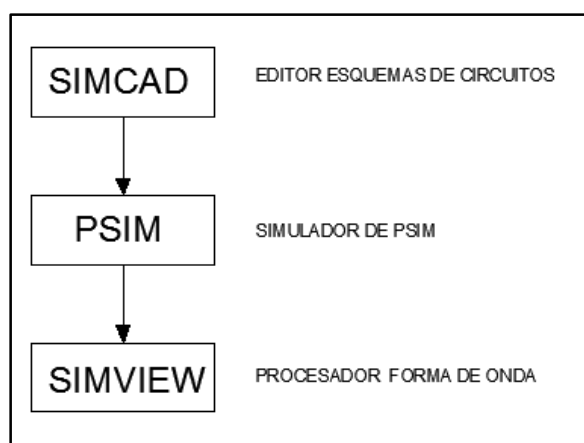 SIMCAD
EDITOR ESQUEMAS DE CIRCUITOS
PSIM
SIMULADOR DE PSIM
SIMVIEW
PROCESADOR FORMA DE ONDA